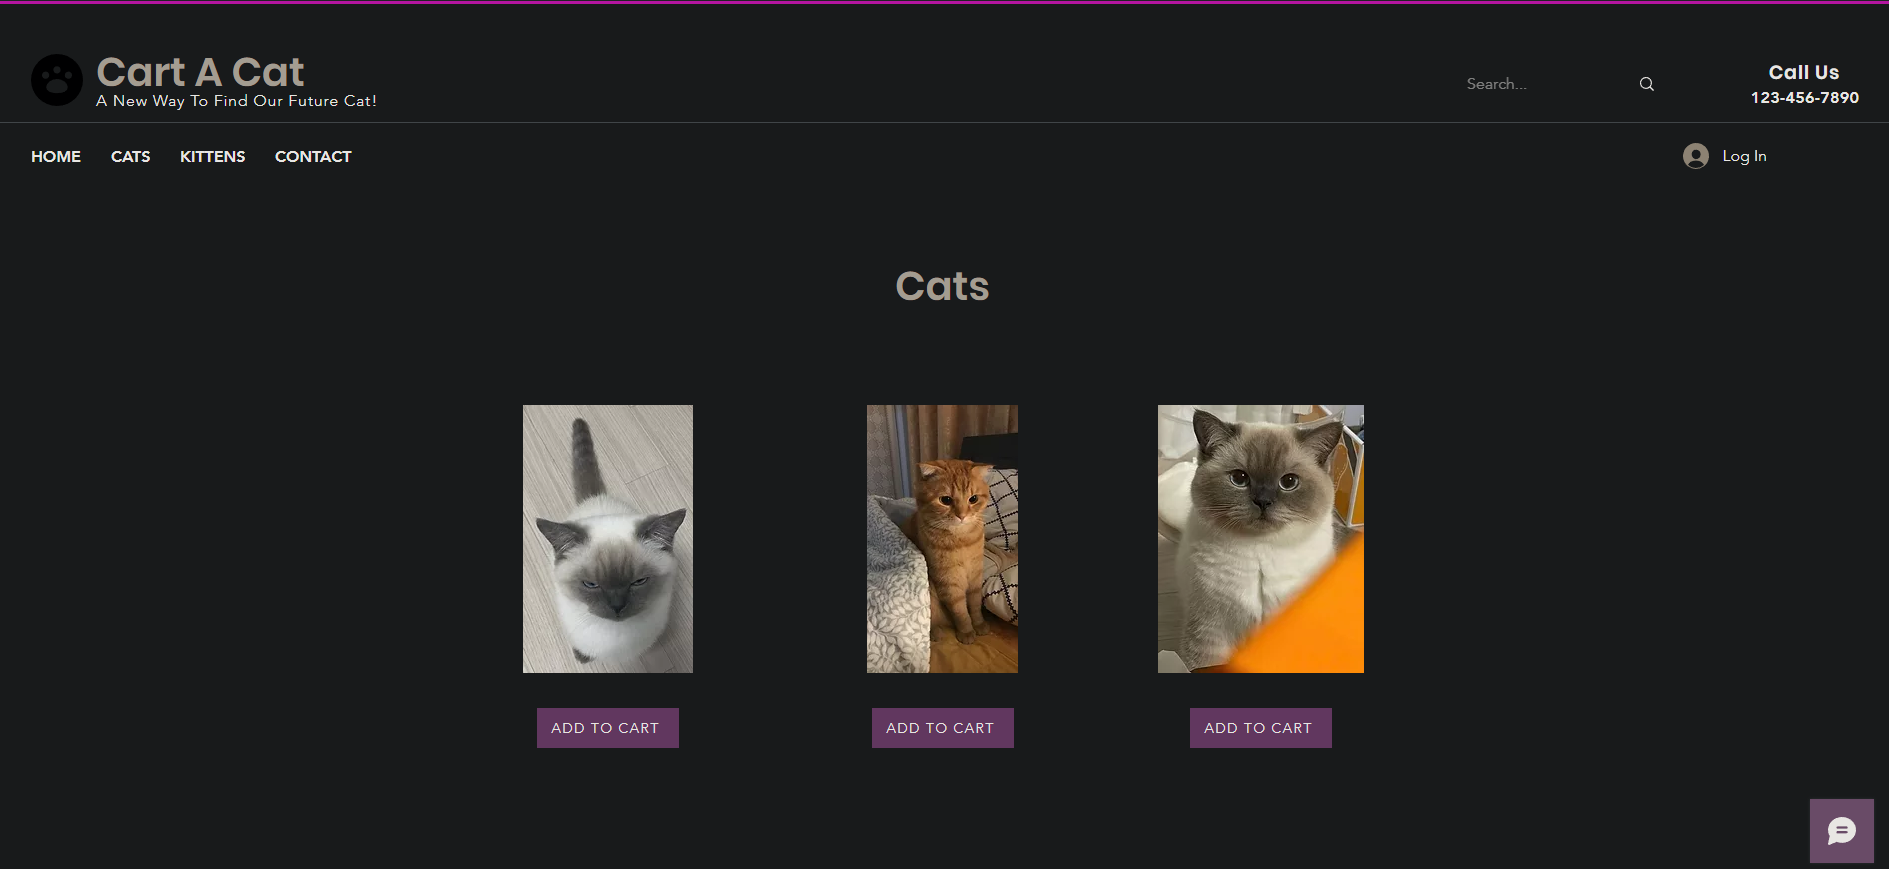 Cart A Cat
A New Way To Find Our Future Cat!
Search...
Call Us
123-456-7890
HOME CATS KITTENS CONTACT
Log In
Cats
ADD TO CART ADD TO CART ADD TO CART